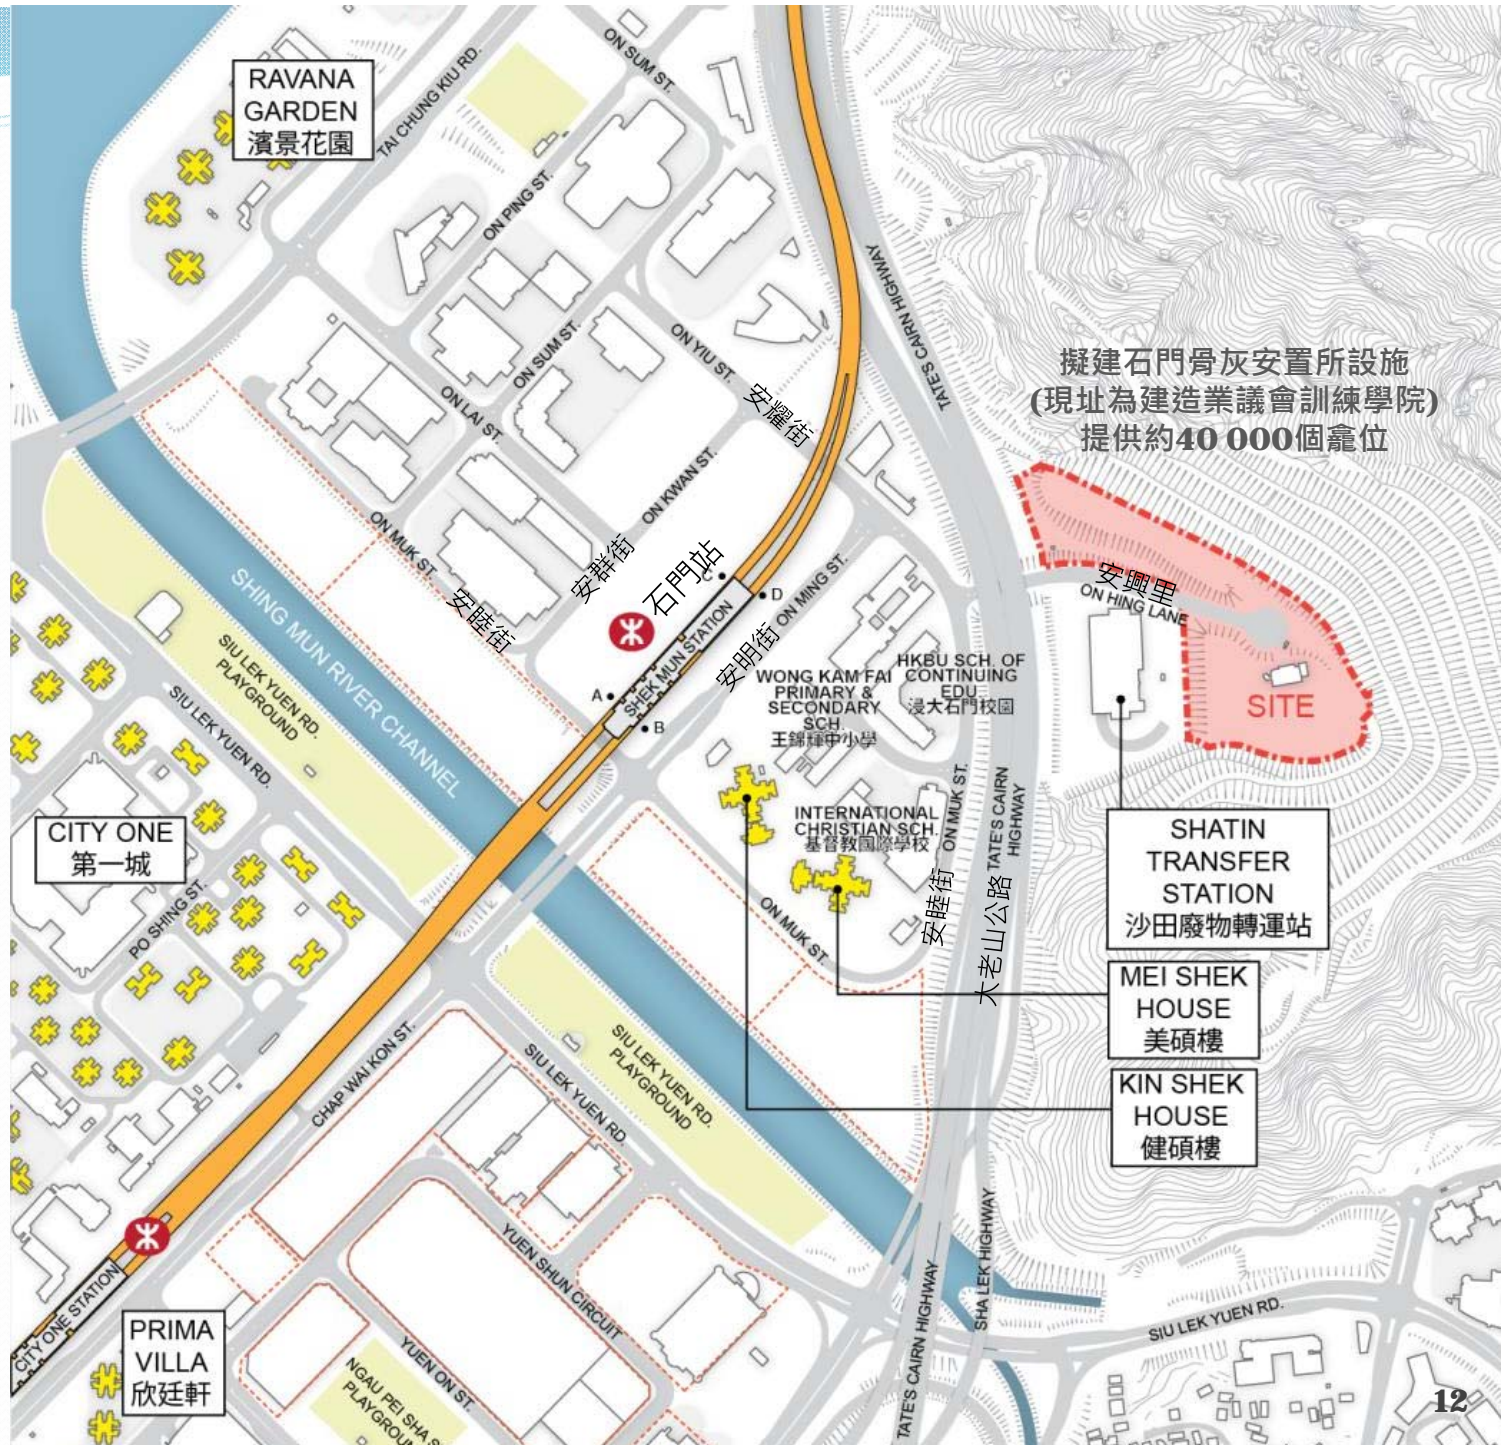 ON SUM ST.
RAVANA
GARDEN
濱景花園
TAI CHUNG KIU RD.
ON PING ST.
TATE'S CAIRN HIGHWAY
TATE'S CAIRN
ON YIU ST.
安耀街
ON SUM ST.
ON LAI ST.
擬建石門骨灰安置所設施
(現址為建造業議會訓練學院)
提供約40 000個龕位
ON KWAN ST.
安群街
ON MUK ST.
安睦街
石門站
C
D
A
B
SHEK MUN STATION
ON MING ST.
安明街
安興里
ON HING LANE
SITE
SHING MUN RIVER CHANNEL
SIU LEK YUEN RD.
PLAYGROUND
SIU LEK YUEN RD.
WONG KAM FAI
PRIMARY &
SECONDARY
SCH.
王錦輝中小學
HKBU SCH. OF
CONTINUING
EDU
浸大石門校園
INTERNATIONAL
CHRISTIAN SCH.
基督教國際學校
ON MUK ST.
安睦街
TATE'S CAIRN
HIGHWAY
大老山公路
ON MUK ST.
CITY ONE
第一城
PO SHING ST.
SHATIN
TRANSFER
STATION
沙田廢物轉運站
MEI SHEK
HOUSE
美碩樓
KIN SHEK
HOUSE
健碩樓
CHAP WAI KON ST.
SIU LEK YUEN RD.
SIU LEK YUEN RD.
PLAYGROUND
YUEN SHUN CIRCUIT
YUEN ON ST.
NGAU PEI SHA S
PLAYGROUN
CITY ONE STATION
PRIMA
VILLA
欣廷軒
TATE'S CAIRN HIGHWAY
SHA LEK HIGHWAY
SIU LEK YUEN RD.
12